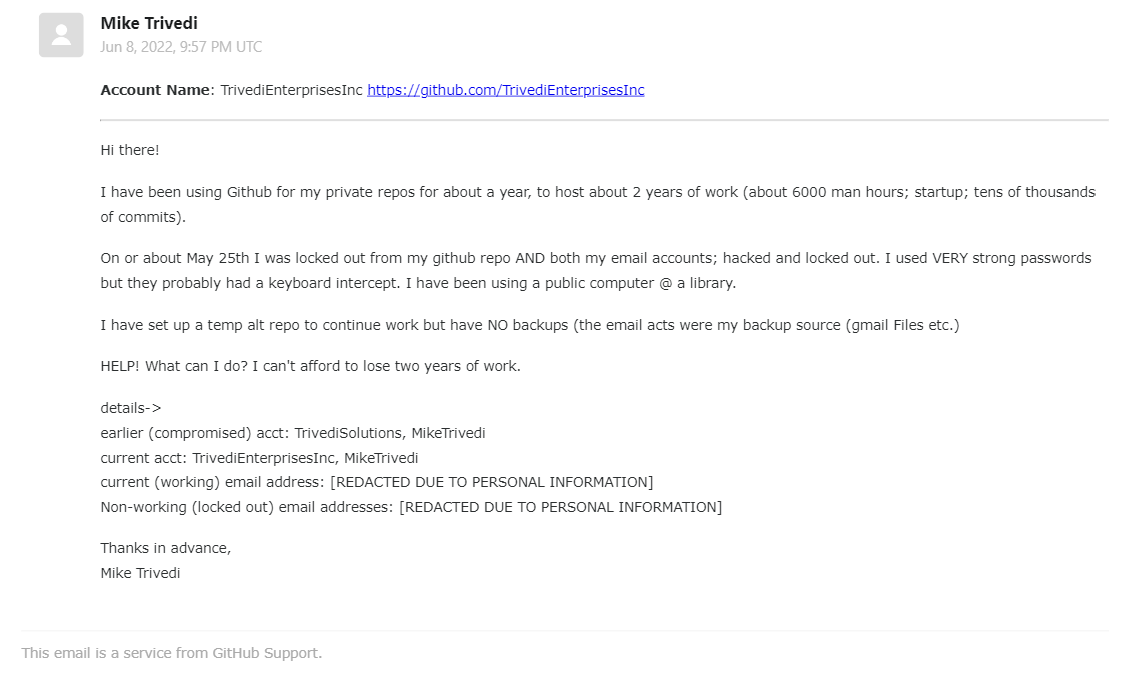 Mike Trivedi
Jun 8, 2022, 9:57 PM UTC
Account Name: TrivediEnterprisesInc https://github.com/TrivediEnterprisesInc
Hi there!
I have been using Github for my private repos for about a year, to host about 2 years of work (about 6000 man hours; startup; tens of thousands
of commits).
On or about May 25th I was locked out from my github repo AND both my email accounts; hacked and locked out. I used VERY strong passwords
but they probably had a keyboard intercept. I have been using a public computer @ a library.
I have set up a temp alt repo to continue work but have NO backups (the email acts were my backup source (gmail Files etc.)
HELP! What can I do? I can't afford to lose two years of work.
details->
earlier (compromised) acct: TrivediSolutions, MikeTrivedi
current acct: TrivediEnterprisesInc, MikeTrivedi
current (working) email address: [REDACTED DUE TO PERSONAL INFORMATION]
Non-working (locked out) email addresses: [REDACTED DUE TO PERSONAL INFORMATION]
Thanks in advance,
Mike Trivedi
This email is a service from GitHub Support.